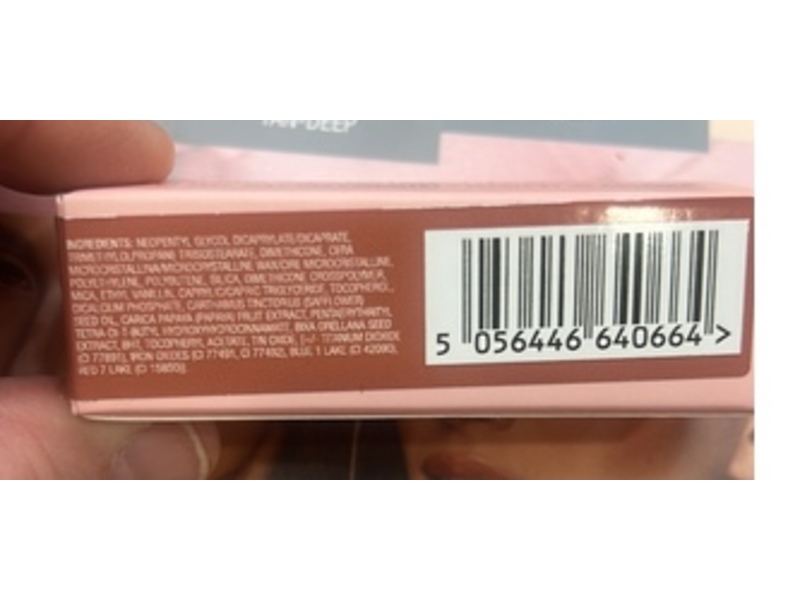 TAN-DEEP
INGREDIENTS: NEOPENTYL GLYCOL DICAPRYLATE/DICAPRATE,
TRIMETHYLOLPROPANE TRIISOSTEARATE, DIMETHICONE, CERA
MICROCRISTALLINA/MICROCRYSTALLINE WAX/CIRE MICROCRISTALLINE,
POLYETHYLENE, POLYBUTENE, SILICA, DIMETHICONE CROSSPOLYMER,
MICA, ETHYL VANILLIN, CAPRYLIC/CAPRIC TRIGLYCERIDE, TOCOPHEROL,
DICALCIUM PHOSPHATE, CARTHAMUS TINCTORIUS (SAFFLOWER)
SEED OIL, CARICA PAPAYA (PAPAYA) FRUIT EXTRACT, PENTAERYTHRITYL
TETRA-DI-T-BUTYL HYDROXYHYDROCINNAMATE, BIXA ORELLANA SEED
EXTRACT, BHT, TOCOPHERYL ACETATE, TIN OXIDE, [+/- TITANIUM DIOXIDE
(CI 77891), IRON OXIDES (CI 77491, CI 77492), BLUE 1 LAKE (CI 42090),
RED 7 LAKE (CI 15850)].
5 056446 640664 >